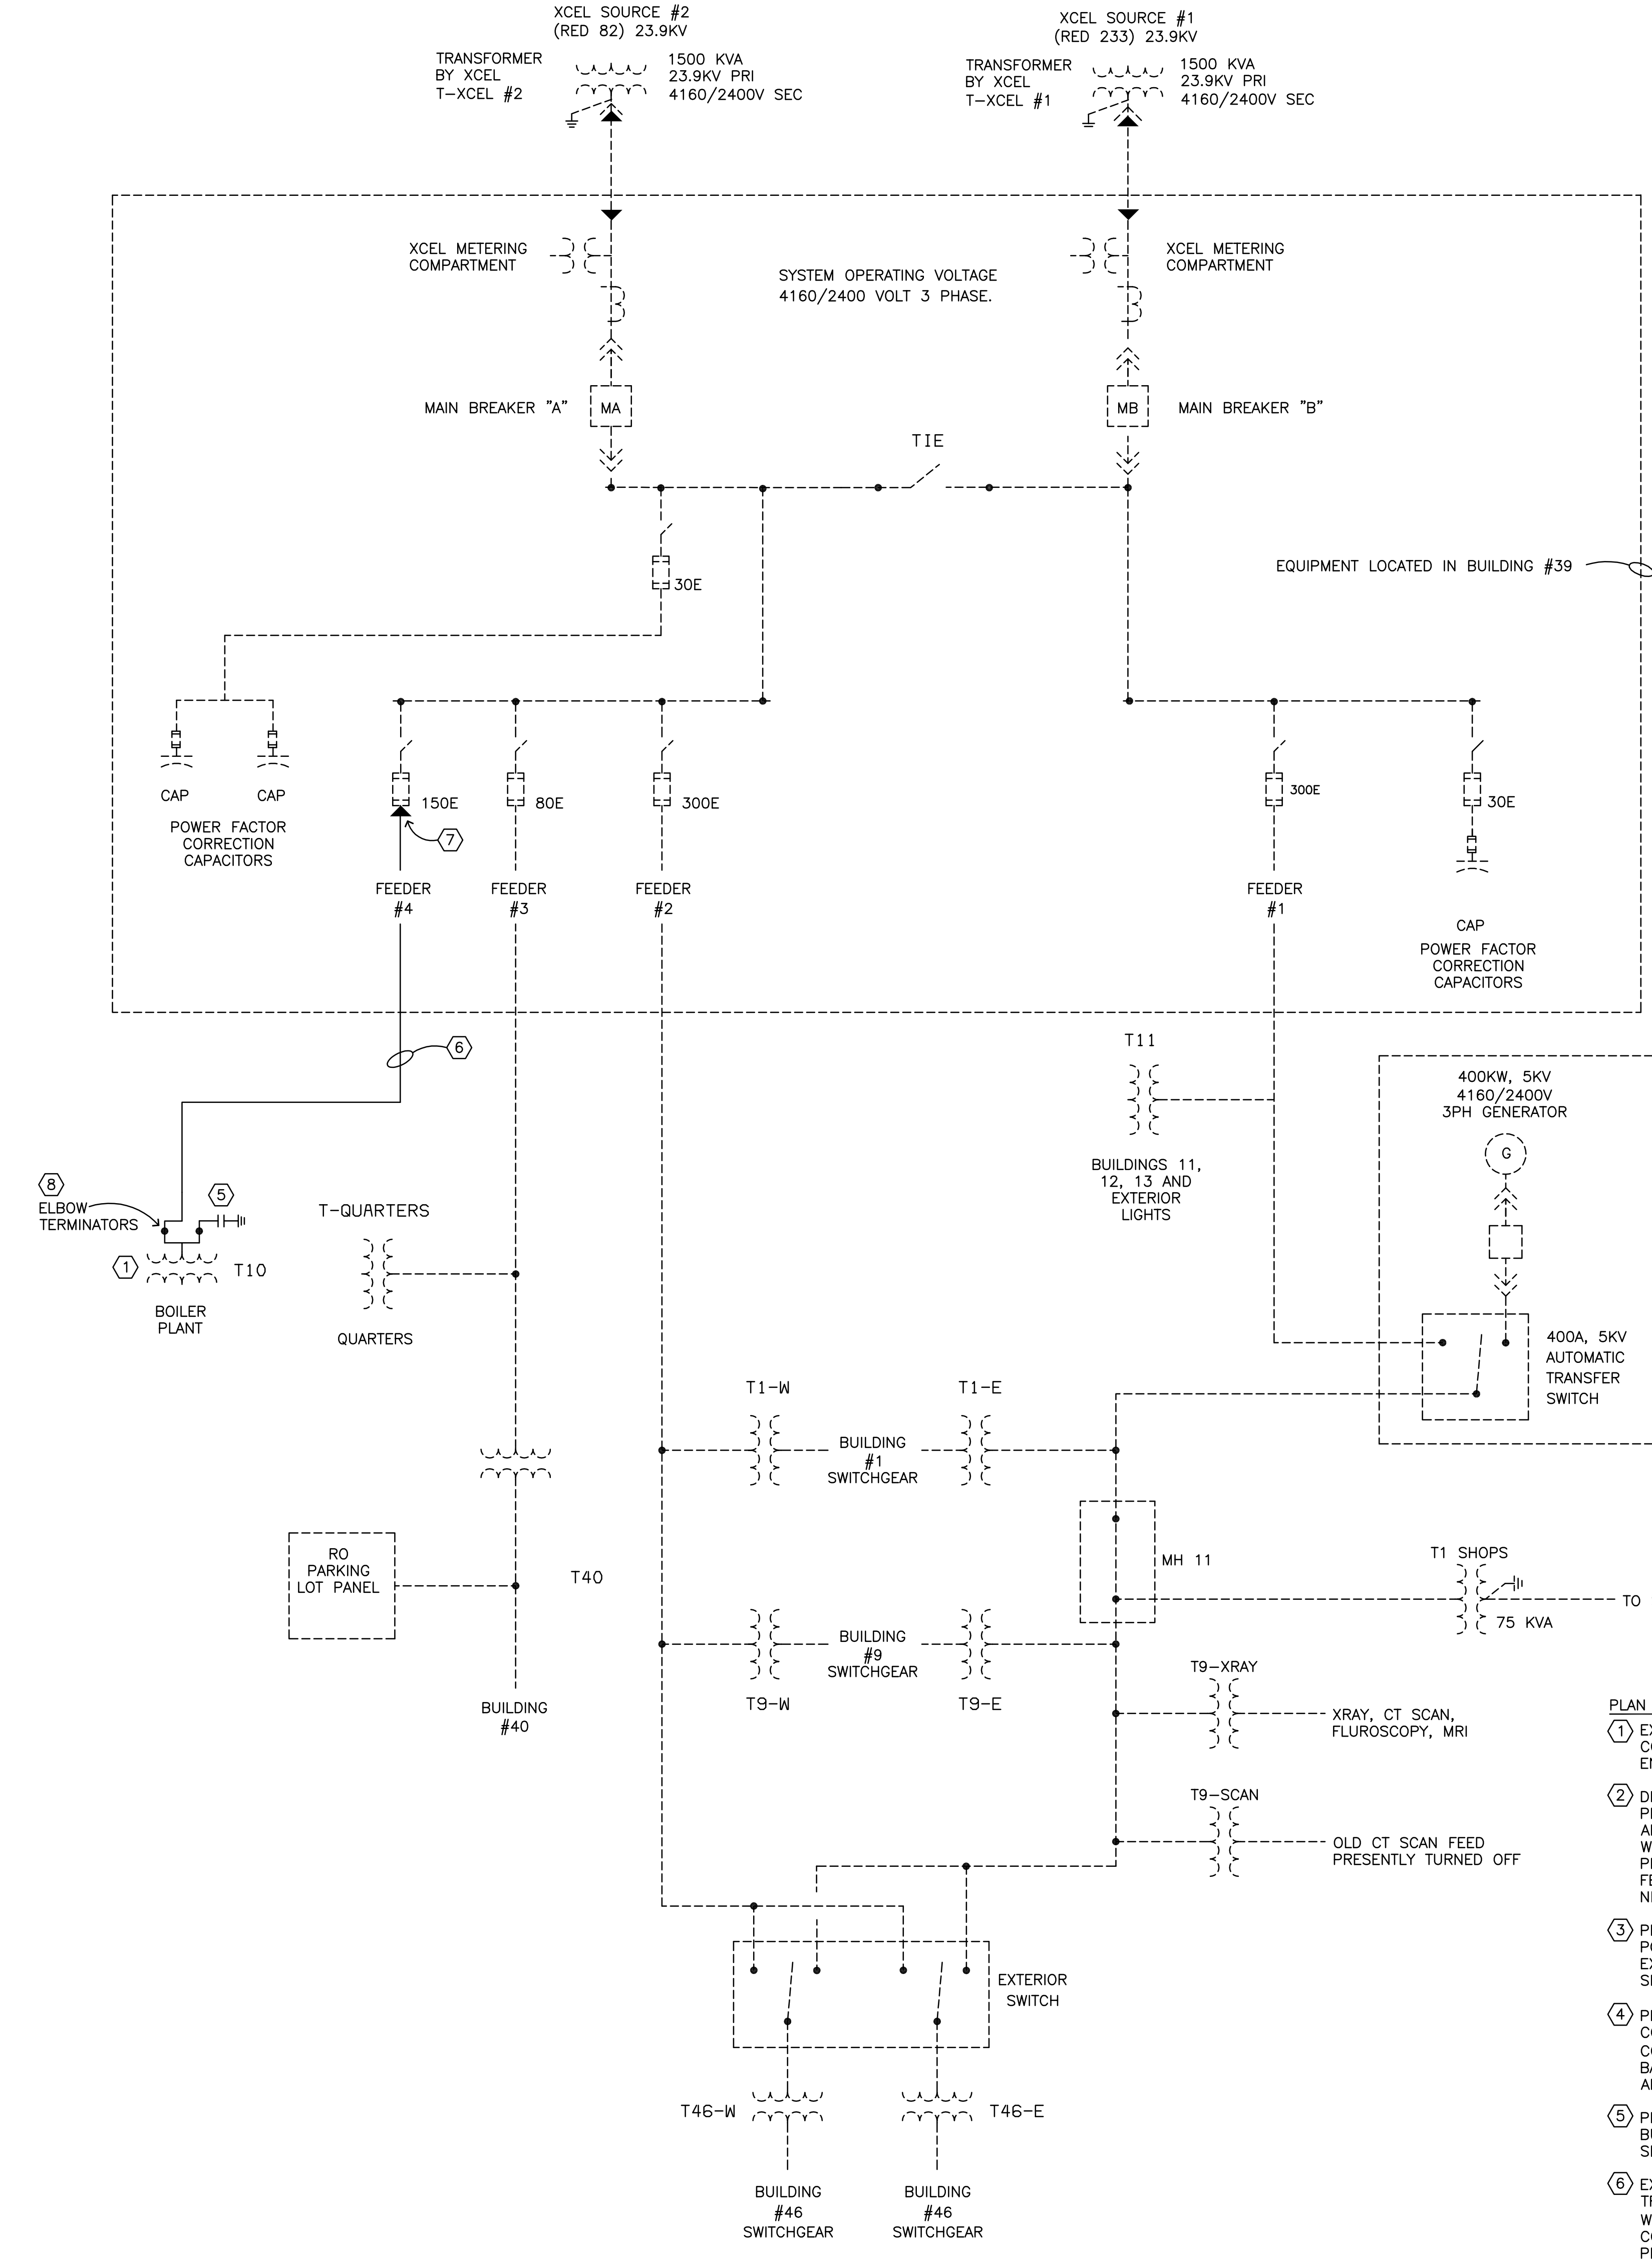 XCEL SOURCE #2
(RED 82) 23.9KV
TRANSFORMER
BY XCEL
T-XCEL #2
1500 KVA
23.9KV PRI
4160/2400V SEC
XCEL SOURCE #1
(RED 233) 23.9KV
TRANSFORMER
BY XCEL
T-XCEL #1
1500 KVA
23.9KV PRI
4160/2400V SEC
XCEL METERING
COMPARTMENT
SYSTEM OPERATING VOLTAGE
4160/2400 VOLT 3 PHASE.
XCEL METERING
COMPARTMENT
MAIN BREAKER "A"
MA
MB
MAIN BREAKER "B"
TIE
30E
EQUIPMENT LOCATED IN BUILDING #39
CAP
CAP
POWER FACTOR
CORRECTION
CAPACITORS
150E
7
80E
300E
300E
30E
FEEDER
#4
FEEDER
#3
FEEDER
#2
FEEDER
#1
CAP
POWER FACTOR
CORRECTION
CAPACITORS
6
T11
BUILDINGS 11,
12, 13 AND
EXTERIOR
LIGHTS
400KW, 5KV
4160/2400V
3PH GENERATOR
G
400A, 5KV
AUTOMATIC
TRANSFER
SWITCH
8
ELBOW
TERMINATORS
5
1
T10
BOILER
PLANT
T-QUARTERS
QUARTERS
T1-W
T1-E
BUILDING
#1
SWITCHGEAR
MH 11
RO
PARKING
LOT PANEL
T40
BUILDING
#40
BUILDING
#9
SWITCHGEAR
T9-W
T9-E
T1 SHOPS
75 KVA
TO
T9-XRAY
XRAY, CT SCAN,
FLUROSCOPY, MRI
T9-SCAN
OLD CT SCAN FEED
PRESENTLY TURNED OFF
EXTERIOR
SWITCH
T46-W
T46-E
BUILDING
#46
SWITCHGEAR
BUILDING
#46
SWITCHGEAR
PLAN
1
2
3
4
5
6